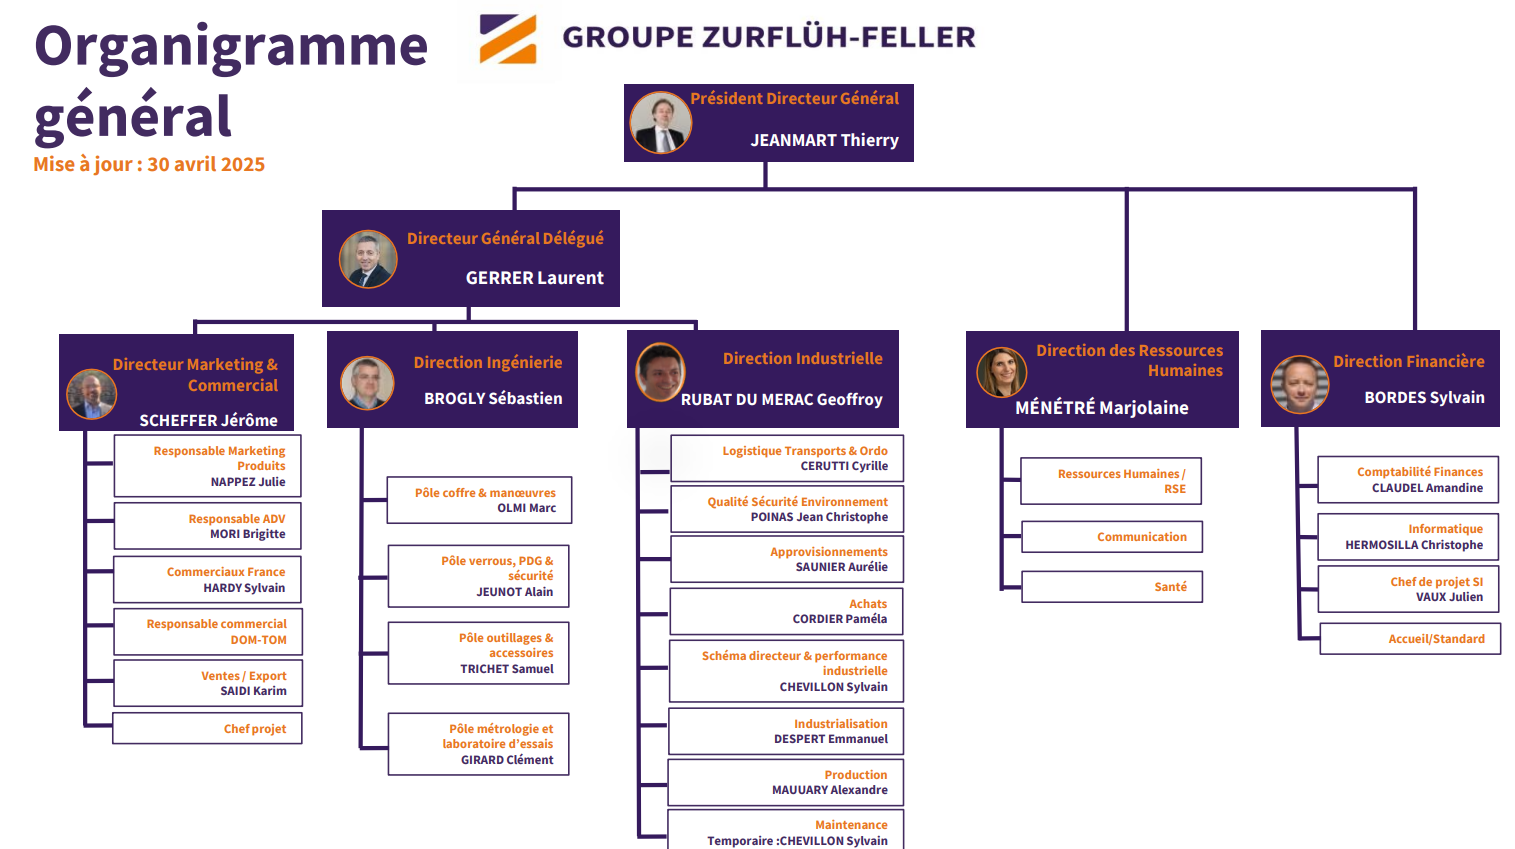 Organigramme
général
Mise à jour : 30 avril 2025
GROUPE ZURFLÜH-FELLER
Président Directeur Général
JEANMART Thierry
Directeur Général Délégué
GERRER Laurent
Directeur Marketing &
Commercial
SCHEFFER Jérôme
Responsable Marketing
Produits
NAPPEZ Julie
Responsable ADV
MORI Brigitte
Commerciaux France
HARDY Sylvain
Responsable commercial
DOM-TOM
Ventes / Export
SAIDI Karim
Chef projet
Direction Ingénierie
BROGLY Sébastien
Pôle coffre & manœuvres
OLMI Marc
Pôle verrous, PDG &
sécurité
JEUNOT Alain
Pôle outillages &
accessoires
TRICHET Samuel
Pôle métrologie et
laboratoire d'essais
GIRARD Clément
Direction Industrielle
RUBAT DU MERAC Geoffroy
Logistique Transports & Ordo
CERUTTI Cyrille
Qualité Sécurité Environnement
POINAS Jean Christophe
Approvisionnements
SAUNIER Aurélie
Achats
CORDIER Paméla
Schéma directeur & performance
industrielle
CHEVILLON Sylvain
Industrialisation
DESPERT Emmanuel
Production
MAUUARY Alexandre
Maintenance
Temporaire :CHEVILLON Sylvain
Direction des Ressources
Humaines
MÉNÉTRÉ Marjolaine
Ressources Humaines /
RSE
Communication
Santé
Direction Financière
BORDES Sylvain
Comptabilité Finances
CLAUDEL Amandine
Informatique
HERMOSILLA Christophe
Chef de projet SI
VAUX Julien
Accueil/Standard